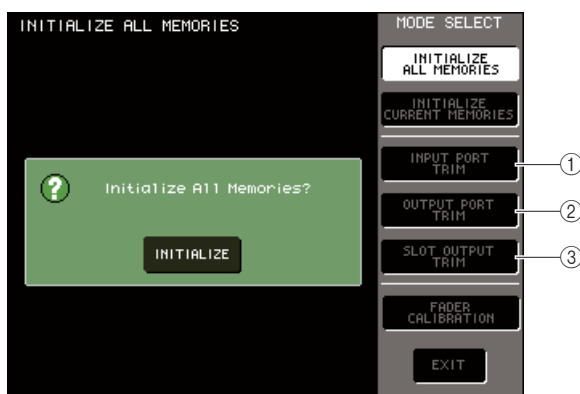 INITIALIZE ALL MEMORIES
MODE SELECT
INITIALIZE
ALL MEMORIES
INITIALIZE
CURRENT MEMORIES
INPUT PORT
TRIM
①
OUTPUT PORT
TRIM
②
SLOT OUTPUT
TRIM
③
FADER
CALIBRATION
EXIT
?
Initialize All Memories?
INITIALIZE